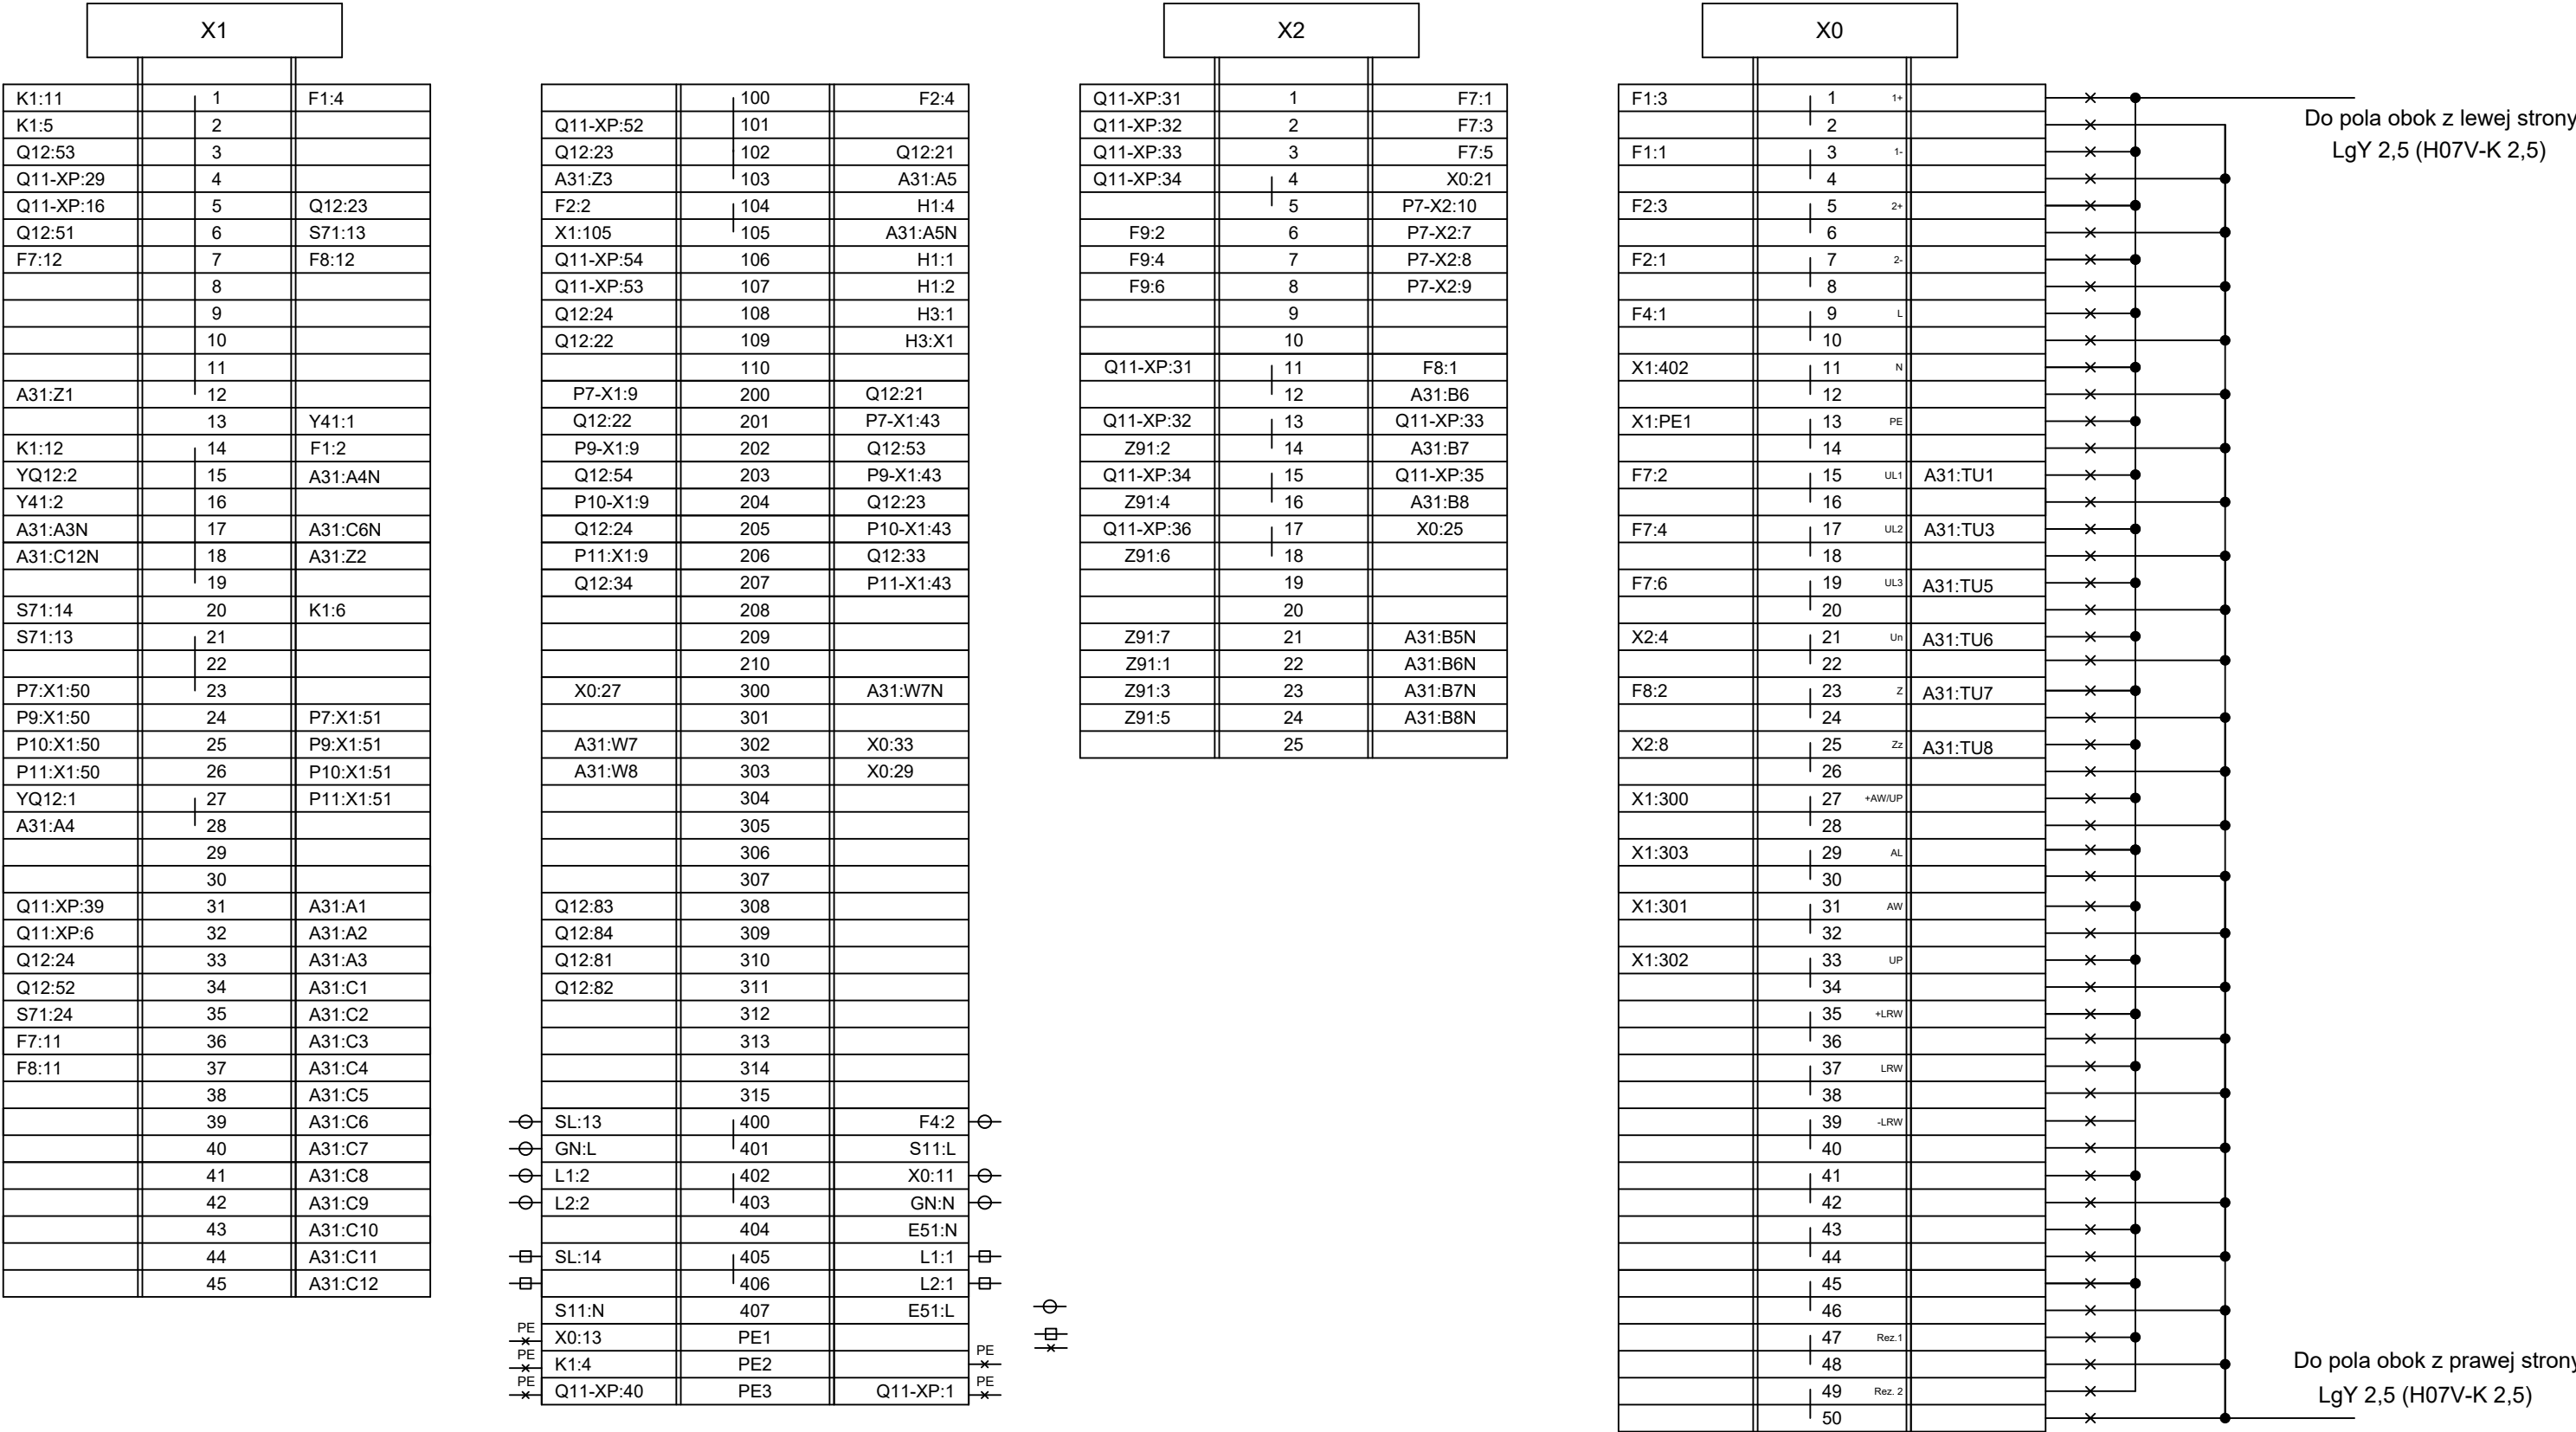 X1
K1:11 1 F1:4
K1:5 2
Q12:53 3
Q11-XP:29 4
Q11-XP:16 5 Q12:23
Q12:51 6 S71:13
F7:12 7 F8:12
8
9
10
11
A31:Z1 12
13 Y41:1
K1:12 14 F1:2
YQ12:2 15 A31:A4N
Y41:2 16
A31:A3N 17 A31:C6N
A31:C12N 18 A31:Z2
19
S71:14 20 K1:6
S71:13 21
22
P7:X1:50 23
P9:X1:50 24 P7:X1:51
P10:X1:50 25 P9:X1:51
P11:X1:50 26 P10:X1:51
YQ12:1 27 P11:X1:51
A31:A4 28
29
30
Q11:XP:39 31 A31:A1
Q11:XP:6 32 A31:A2
Q12:24 33 A31:A3
Q12:52 34 A31:C1
S71:24 35 A31:C2
F7:11 36 A31:C3
F8:11 37 A31:C4
38 A31:C5
39 A31:C6
40 A31:C7
41 A31:C8
42 A31:C9
43 A31:C10
44 A31:C11
45 A31:C12
100 F2:4
Q11-XP:52 101
Q12:23 102 Q12:21
A31:Z3 103 A31:A5
F2:2 104 H1:4
X1:105 105 A31:A5N
Q11-XP:54 106 H1:1
Q11-XP:53 107 H1:2
Q12:24 108 H3:1
Q12:22 109 H3:X1
110
P7-X1:9 200 Q12:21
Q12:22 201 P7-X1:43
P9-X1:9 202 Q12:53
Q12:54 203 P9-X1:43
P10-X1:9 204 Q12:23
Q12:24 205 P10-X1:43
P11:X1:9 206 Q12:33
Q12:34 207 P11-X1:43
208
209
210
X0:27 300 A31:W7N
301
A31:W7 302 X0:33
A31:W8 303 X0:29
304
305
306
307
Q12:83 308
Q12:84 309
Q12:81 310
Q12:82 311
312
313
314
315
SL:13 400 F4:2
GN:L 401 S11:L
L1:2 402 X0:11
L2:2 403 GN:N
404 E51:N
SL:14 405 L1:1
406 L2:1
S11:N 407 E51:L
PE X0:13 PE1
PE K1:4 PE2 PE
PE Q11-XP:40 PE3 Q11-XP:1 PE
X2
Q11-XP:31 1 F7:1
Q11-XP:32 2 F7:3
Q11-XP:33 3 F7:5
Q11-XP:34 4 X0:21
5 P7-X2:10
F9:2 6 P7-X2:7
F9:4 7 P7-X2:8
F9:6 8 P7-X2:9
9
10
Q11-XP:31 11 F8:1
12 A31:B6
Q11-XP:32 13 Q11-XP:33
Z91:2 14 A31:B7
Q11-XP:34 15 Q11-XP:35
Z91:4 16 A31:B8
Q11-XP:36 17 X0:25
Z91:6 18
19
20
Z91:7 21 A31:B5N
Z91:1 22 A31:B6N
Z91:3 23 A31:B7N
Z91:5 24 A31:B8N
25
X0
F1:3 1 1+
2
F1:1 3 1-
4
F2:3 5 2+
6
F2:1 7 2-
8
F4:1 9 L
10
X1:402 11 N
12
X1:PE1 13 PE
14
F7:2 15 UL1 A31:TU1
16
F7:4 17 UL2 A31:TU3
18
F7:6 19 UL3 A31:TU5
20
X2:4 21 Un A31:TU6
22
F8:2 23 Z A31:TU7
24
X2:8 25 Zz A31:TU8
26
X1:300 27 +AW/UP
28
X1:303 29 AL
30
X1:301 31 AW
32
X1:302 33 UP
34
35 +LRW
36
37 LRW
38
39 -LRW
40
41
42
43
44
45
46
47 Rez.1
48
49 Rez. 2
50
Do pola obok z lewej strony
LgY 2,5 (H07V-K 2,5)
Do pola obok z prawej strony
LgY 2,5 (H07V-K 2,5)